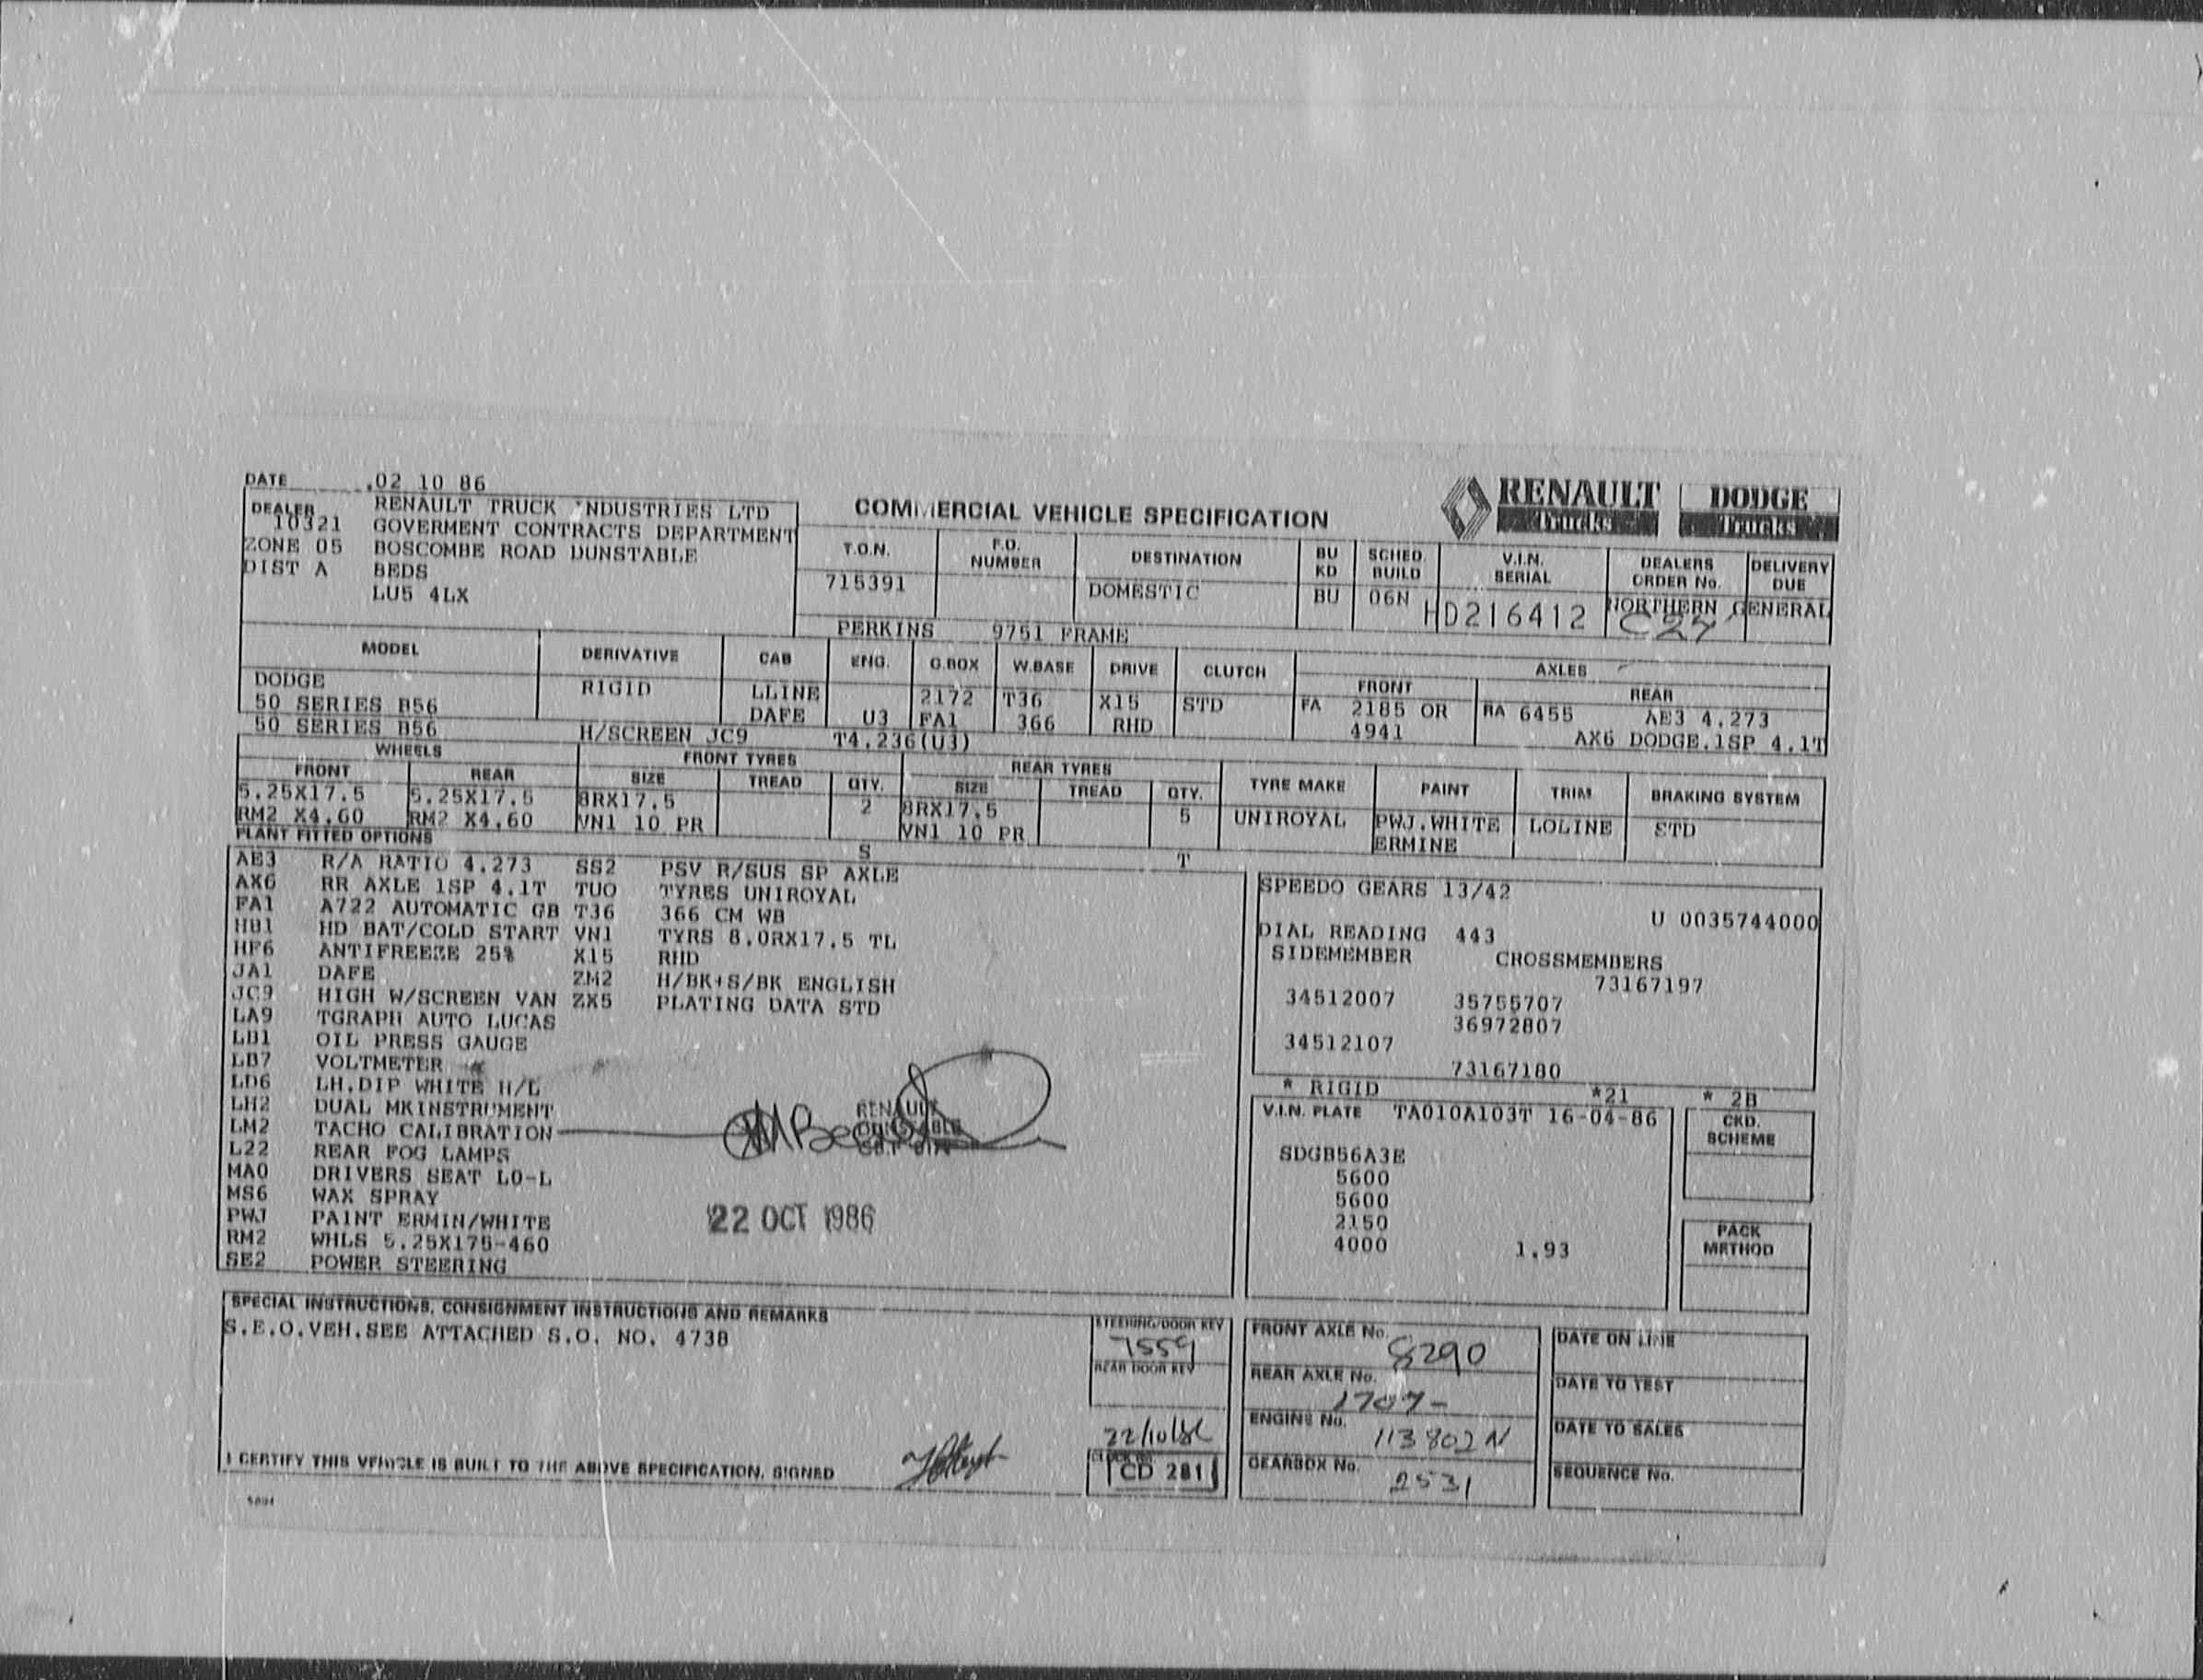 DATE .02 10 86
DEALER RENAULT TRUCK 'NDUSTRIES LTD
10321 GOVERMENT CONTRACTS DEPARTMENT
ZONE 05 BOSCOMBE ROAD DUNSTABLE
DIST A BEDS
LU5 4LX
COMMERCIAL VEHICLE SPECIFICATION
RENAULT Trucks DODGE Trucks
T.O.N. F.O. NUMBER DESTINATION BU KD SCHED. BUILD V.I.N. SERIAL DEALERS ORDER No. DELIVERY DUE
715391 DOMESTIC BU 06N HD216412 NORTHERN GENERAL
C27
PERKINS 9751 FRAME
MODEL DERIVATIVE CAB ENG. G.BOX W.BASE DRIVE CLUTCH AXLES
FRONT REAR
DODGE RIGID LLINE 2172 T36 X15 STD FA 2185 OR RA 6455 AE3 4.273
50 SERIES B56 DAFE U3 FA1 366 RHD 4941 AX6 DODGE.1SP 4.1T
50 SERIES B56 H/SCREEN JC9 T4.236(U3)
WHEELS FRONT TYRES REAR TYRES TYRE MAKE PAINT TRIM BRAKING SYSTEM
FRONT REAR SIZE TREAD QTY. SIZE TREAD QTY.
5.25X17.5 5.25X17.5 8RX17.5 2 8RX17.5 5 UNIROYAL PWJ.WHITE LOLINE STD
RM2 X4.60 RM2 X4.60 VN1 10 PR VN1 10 PR ERMINE
PLANT FITTED OPTIONS S T
AE3 R/A RATIO 4.273 SS2 PSV R/SUS SP AXLE
AX6 RR AXLE 1SP 4.1T TUO TYRES UNIROYAL
FA1 A722 AUTOMATIC GB T36 366 CM WB
HB1 HD BAT/COLD START VN1 TYRS 8.0RX17.5 TL
HF6 ANTIFREEZE 25% X15 RHD
JA1 DAFE ZM2 H/BK+S/BK ENGLISH
JC9 HIGH W/SCREEN VAN ZX5 PLATING DATA STD
LA9 TGRAPH AUTO LUCAS
LB1 OIL PRESS GAUGE
LB7 VOLTMETER
LD6 LH.DIP WHITE H/L
LH2 DUAL MKINSTRUMENT
LM2 TACHO CALIBRATION
L22 REAR FOG LAMPS
MA0 DRIVERS SEAT LO-L
MS6 WAX SPRAY
PWJ PAINT ERMIN/WHITE
RM2 WHLS 5.25X175-460
SE2 POWER STEERING
RENAULT
22 OCT 1986
SPEEDO GEARS 13/42
U 0035744000
DIAL READING 443
SIDEMEMBER CROSSMEMBERS
73167197
34512007 35755707
36972807
34512107
73167180
* RIGID *21 * 2B
V.I.N. PLATE TA010A103T 16-04-86
SDGB56A3E
5600
5600
2150
4000 1.93
CKD. SCHEME
PACK METHOD
SPECIAL INSTRUCTIONS, CONSIGNMENT INSTRUCTIONS AND REMARKS
S.E.O.VEH.SEE ATTACHED S.O. NO. 4738
I CERTIFY THIS VEHICLE IS BUILT TO THE ABOVE SPECIFICATION, SIGNED
STEERING/DOOR KEY
7559
REAR DOOR KEY
22/10/86
CD 281
FRONT AXLE No. 8290
REAR AXLE No. 1707-
ENGINE No. 113802N
GEARBOX No. 2531
DATE ON LINE
DATE TO TEST
DATE TO SALES
SEQUENCE No.